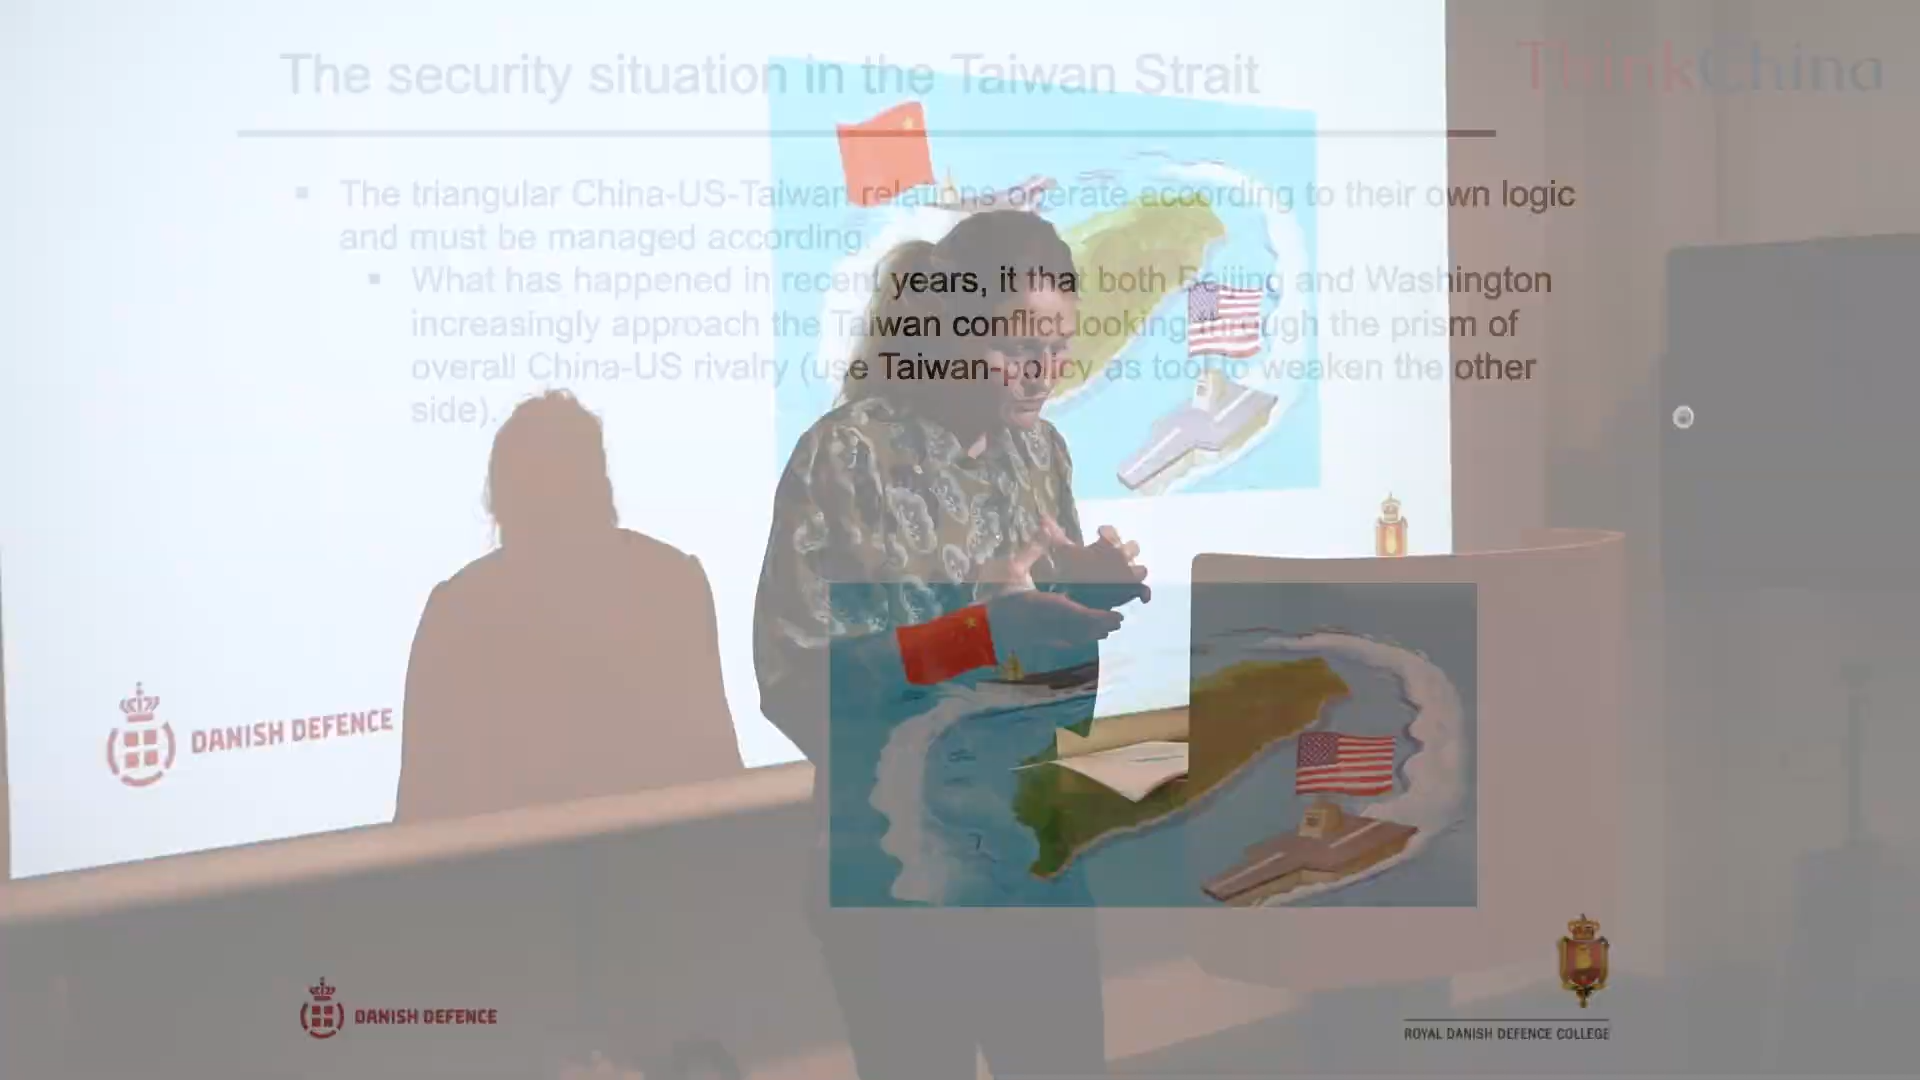 The security situation in the Taiwan Strait
ThinkChina
The triangular China-US-Taiwan relations operate according to their own logic
and must be managed according.
What has happened in recent years, it that both Beijing and Washington
increasingly approach the Taiwan conflict looking through the prism of
overall China-US rivalry (use Taiwan-policy as tool to weaken the other
side).
DANISH DEFENCE
DANISH DEFENCE
ROYAL DANISH DEFENCE COLLEGE